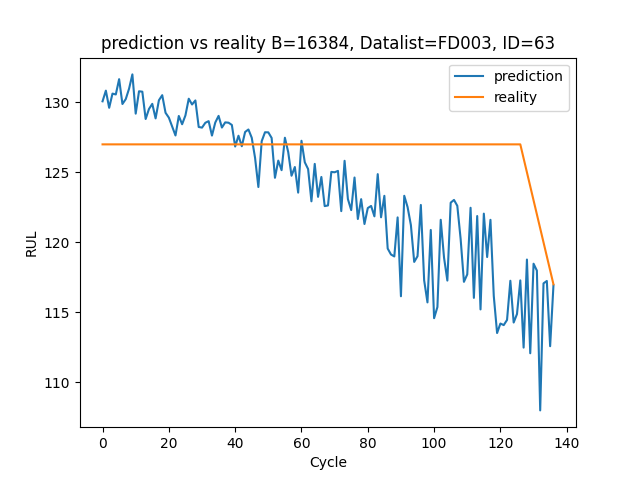 prediction vs reality B=16384, Datalist=FD003, ID=63
prediction
reality
RUL
130
125
120
115
110
0 20 40 60 80 100 120 140
Cycle